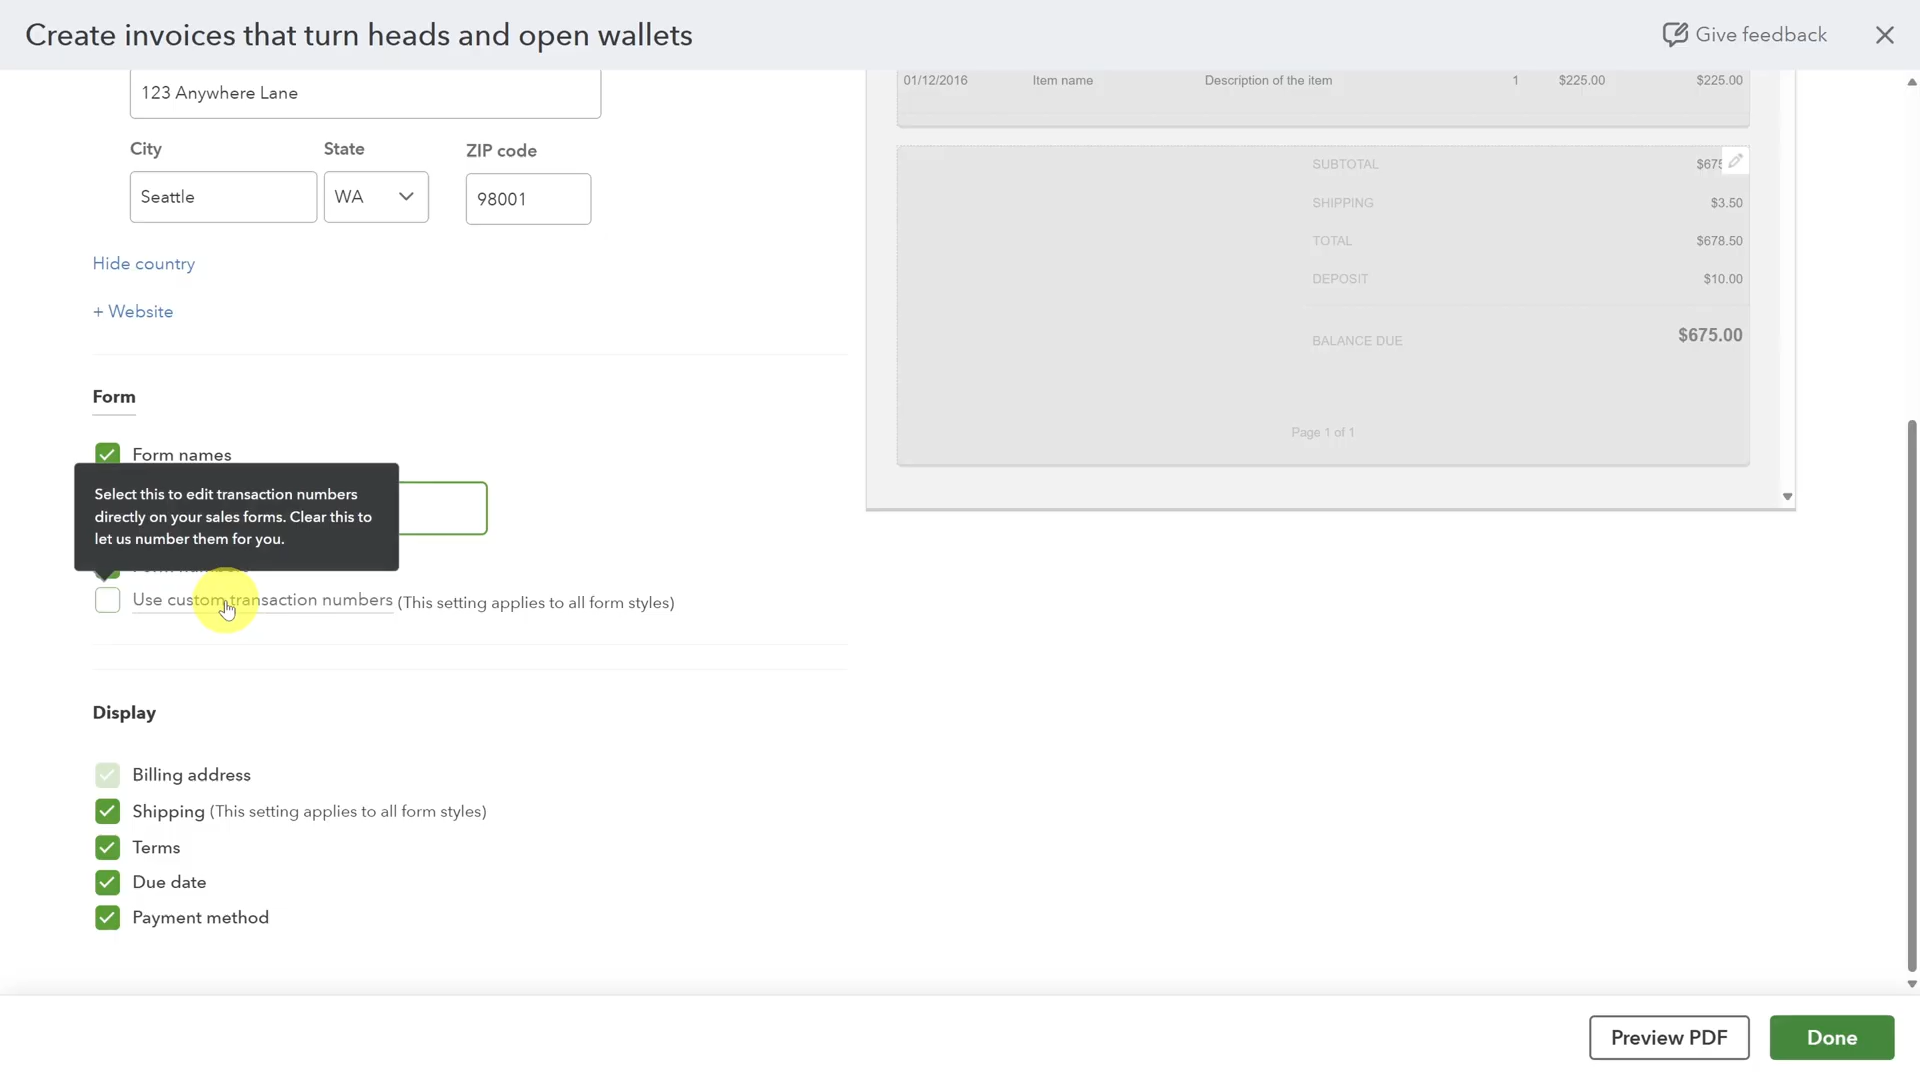 Create invoices that turn heads and open wallets
Give feedback
123 Anywhere Lane
City
State
ZIP code
Seattle
WA
98001
Hide country
+ Website
Form
Form names
Select this to edit transaction numbers
directly on your sales forms. Clear this to
let us number them for you.
Use custom transaction numbers (This setting applies to all form styles)
Display
Billing address
Shipping (This setting applies to all form styles)
Terms
Due date
Payment method
01/12/2016 Item name Description of the item 1 $225.00 $225.00
SUBTOTAL $675
SHIPPING $3.50
TOTAL $678.50
DEPOSIT $10.00
BALANCE DUE $675.00
Page 1 of 1
Preview PDF
Done